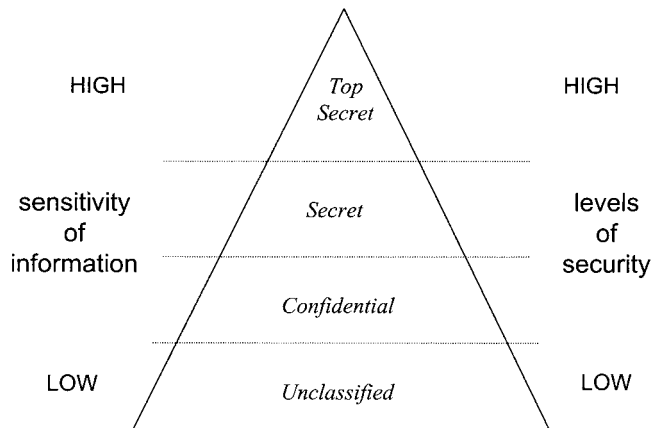 HIGH
Top
Secret
HIGH
sensitivity
of
information
Secret
levels
of
security
Confidential
LOW
Unclassified
LOW